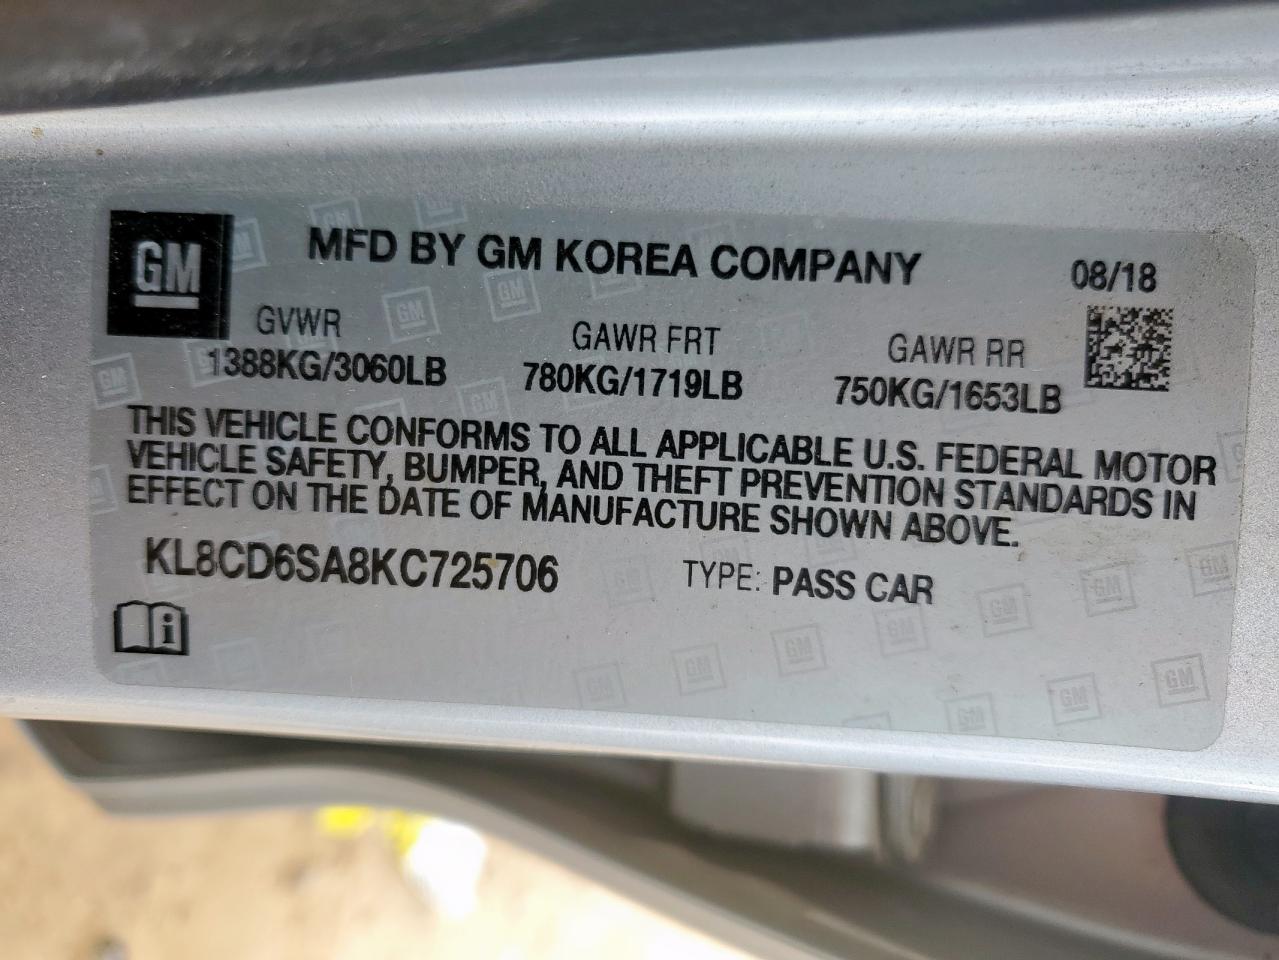 GM
MFD BY GM KOREA COMPANY
08/18
GVWR
GAWR FRT
GAWR RR
1388KG/3060LB
780KG/1719LB
750KG/1653LB
THIS VEHICLE CONFORMS TO ALL APPLICABLE U.S. FEDERAL MOTOR
VEHICLE SAFETY, BUMPER, AND THEFT PREVENTION STANDARDS IN
EFFECT ON THE DATE OF MANUFACTURE SHOWN ABOVE.
KL8CD6SA8KC725706
TYPE: PASS CAR